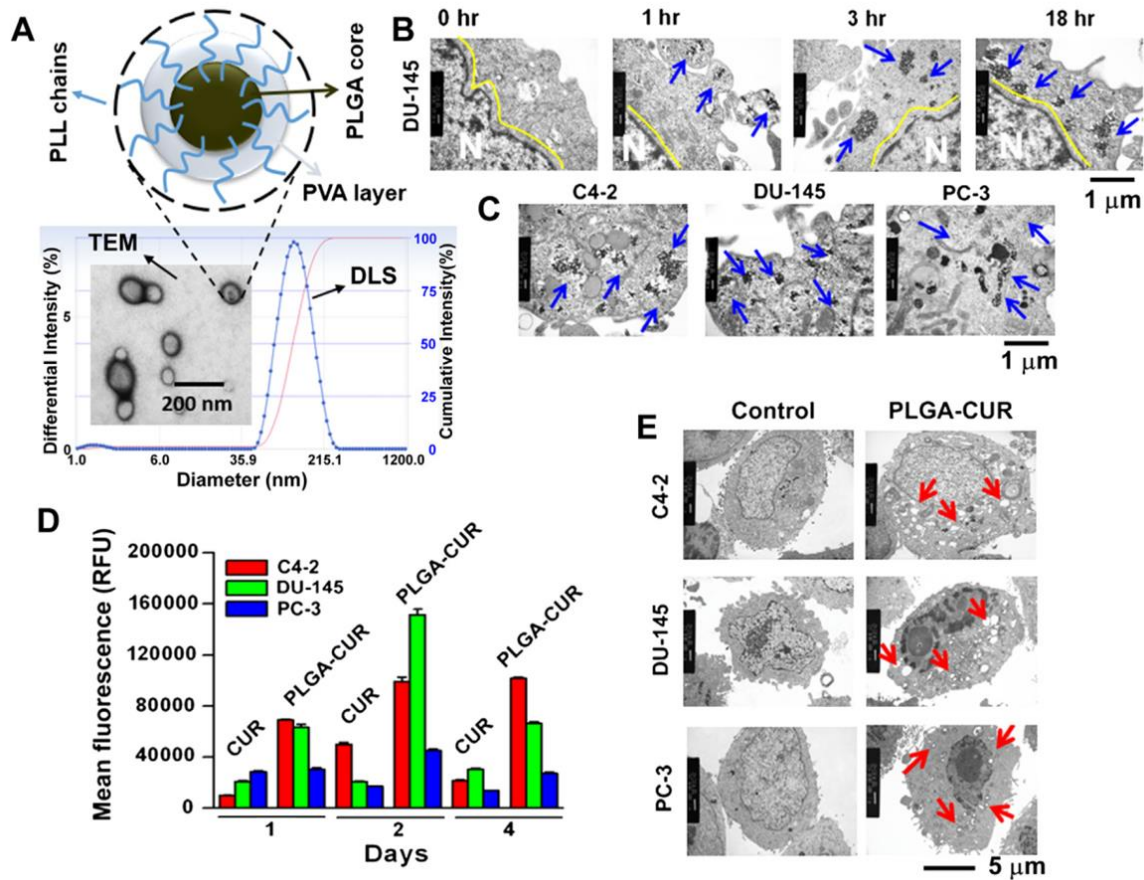 A
PLL chains
PLGA core
PVA layer
TEM
DLS
200 nm
Differential Intensity (%)
5
0
Cumulative Intensity(%)
100
75
50
25
0
1.0 6.0 35.9 215.1 1200.0
Diameter (nm)
B
0 hr 1 hr 3 hr 18 hr
DU-145
N N N N
1 μm
C
C4-2 DU-145 PC-3
1 μm
D
Mean fluorescence (RFU)
200000
160000
120000
80000
40000
0
C4-2
DU-145
PC-3
CUR
PLGA-CUR
CUR
PLGA-CUR
CUR
PLGA-CUR
1 2 4
Days
E
Control PLGA-CUR
C4-2
DU-145
PC-3
5 μm